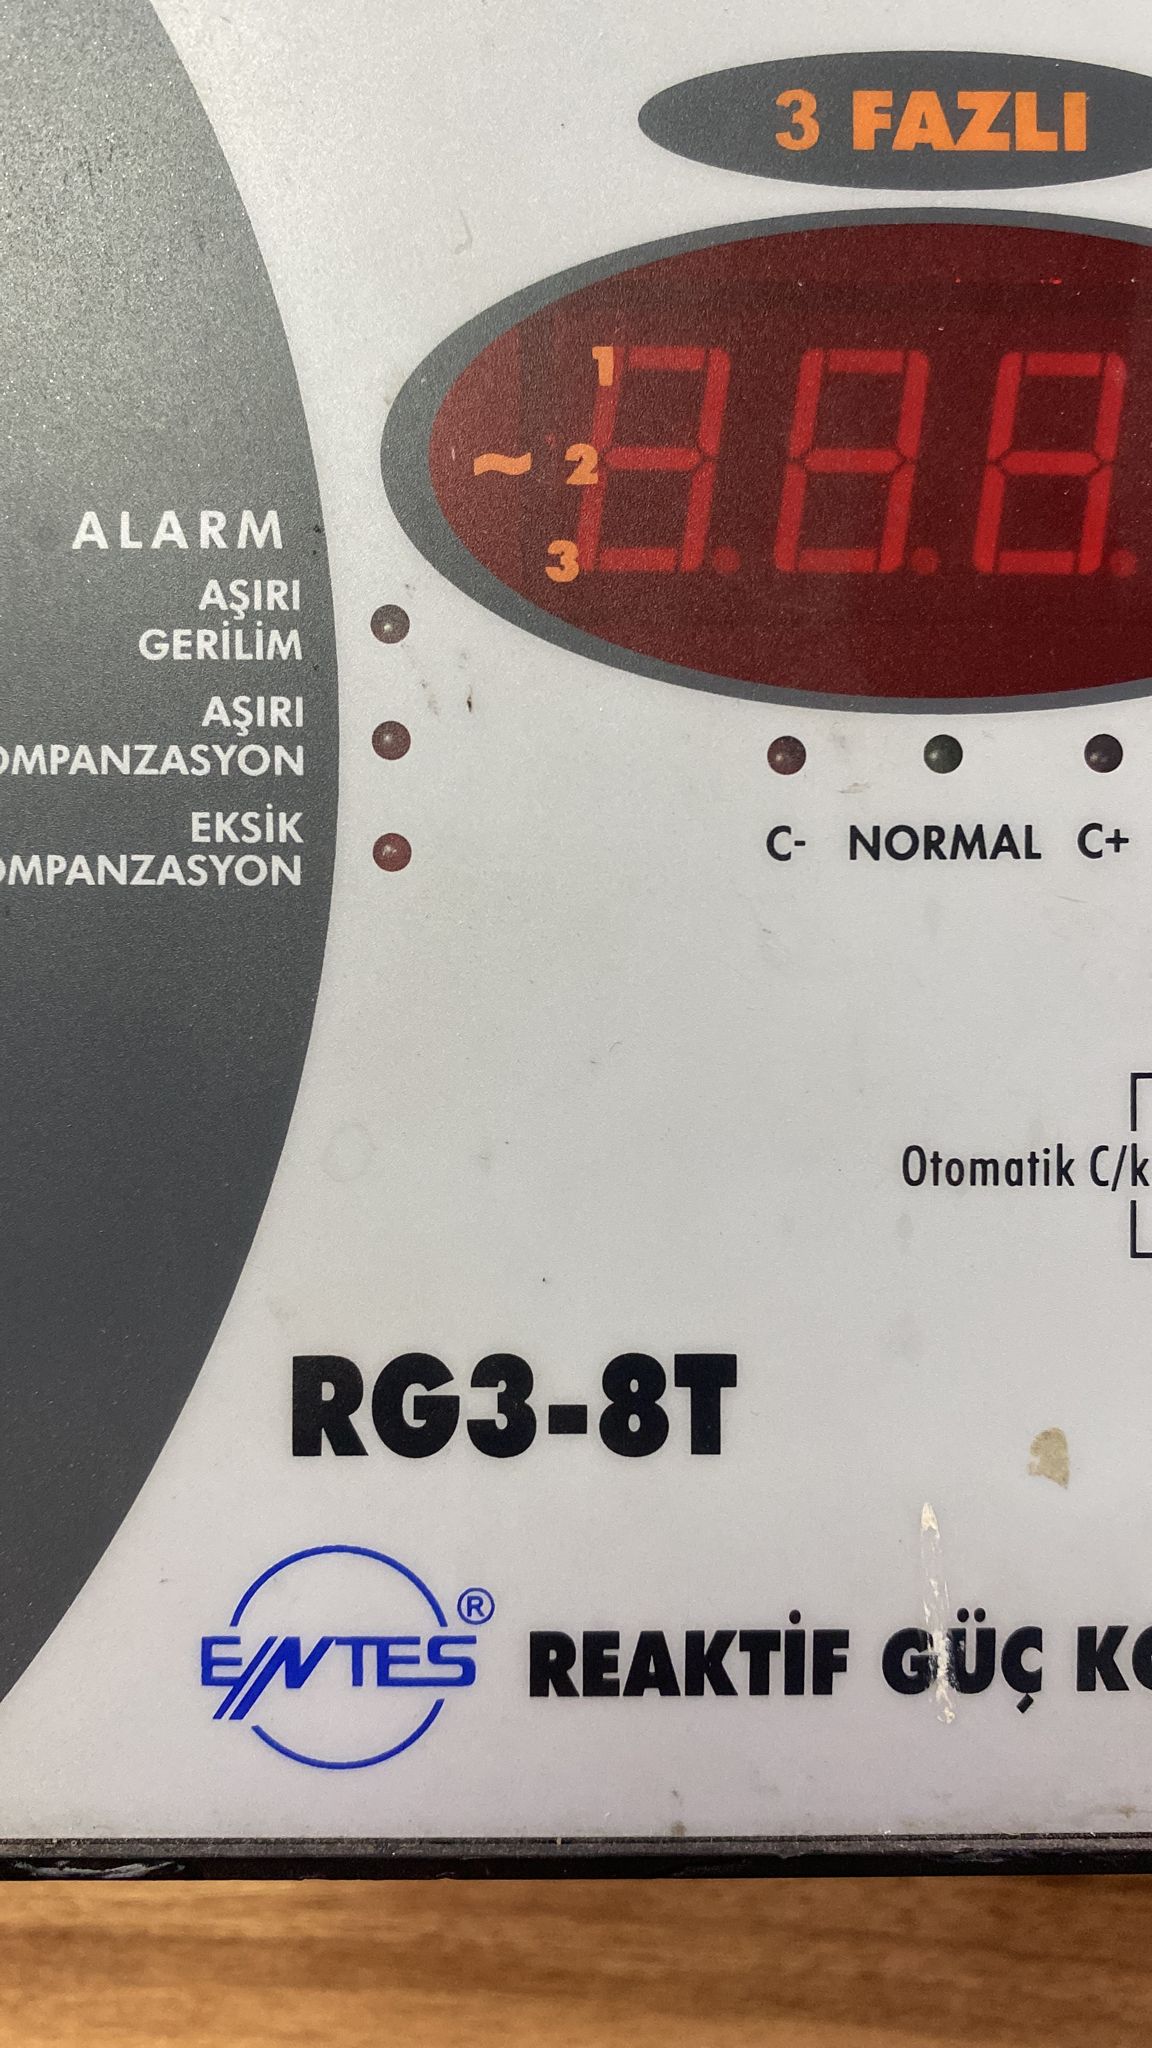 3 FAZLI
1
~ 2
3
ALARM
AŞIRI
GERİLİM
AŞIRI
OMPANZASYON
EKSİK
OMPANZASYON
C- NORMAL C+
Otomatik C/k
RG3-8T
ENTES®
REAKTİF GÜÇ KO